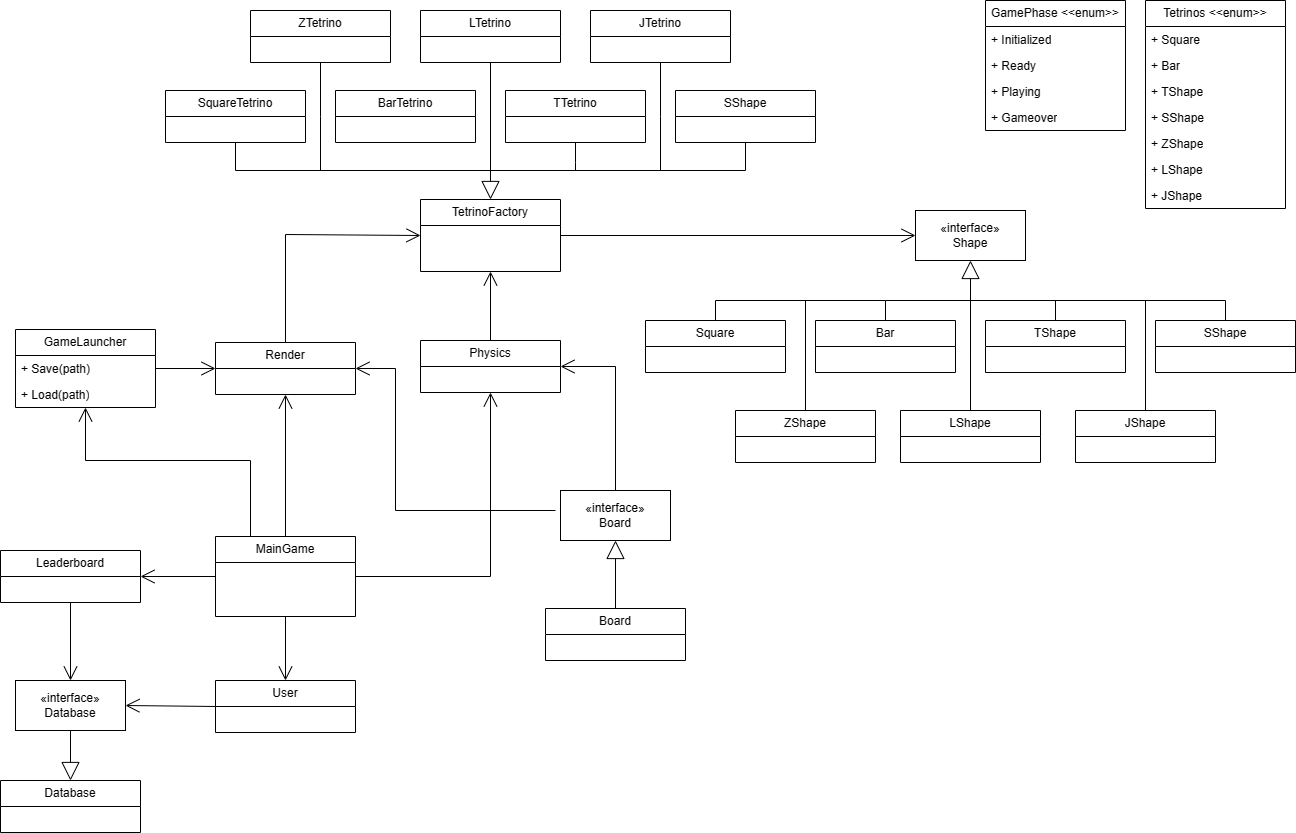 ZTetrino
LTetrino
JTetrino
SquareTetrino
BarTetrino
TTetrino
SShape
GamePhase <<enum>>
+ Initialized
+ Ready
+ Playing
+ Gameover
Tetrinos <<enum>>
+ Square
+ Bar
+ TShape
+ SShape
+ ZShape
+ LShape
+ JShape
TetrinoFactory
«interface»
Shape
GameLauncher
+ Save(path)
+ Load(path)
Render
Physics
Square
Bar
TShape
SShape
ZShape
LShape
JShape
«interface»
Board
Leaderboard
MainGame
Board
«interface»
Database
User
Database